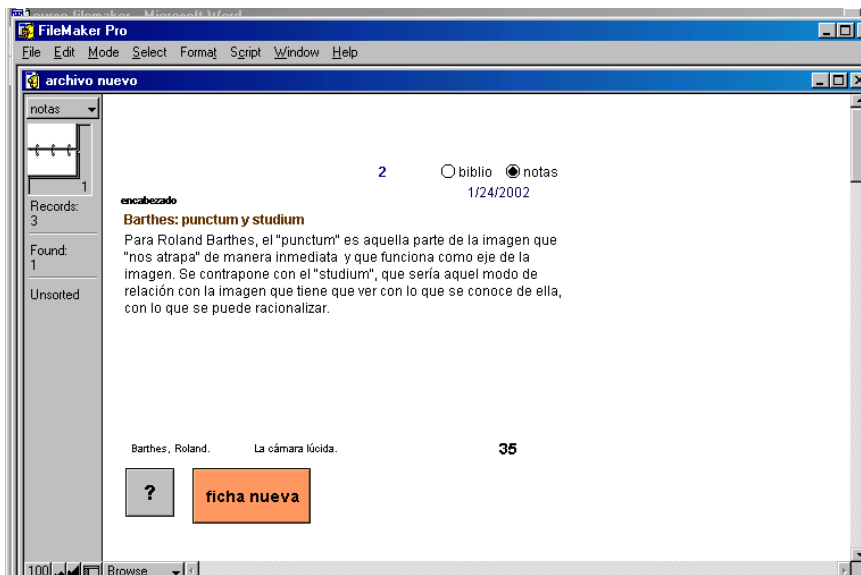 FileMaker Pro
File Edit Mode Select Format Script Window Help
archivo nuevo
notas
1
Records:
3
Found:
1
Unsorted
2 biblio notas
1/24/2002
encabezado
Barthes: punctum y studium
Para Roland Barthes, el "punctum" es aquella parte de la imagen que
"nos atrapa" de manera inmediata y que funciona como eje de la
imagen. Se contrapone con el "studium", que sería aquel modo de
relación con la imagen que tiene que ver con lo que se conoce de ella,
con lo que se puede racionalizar.
Barthes, Roland. La cámara lúcida. 35
? ficha nueva
100 Browse